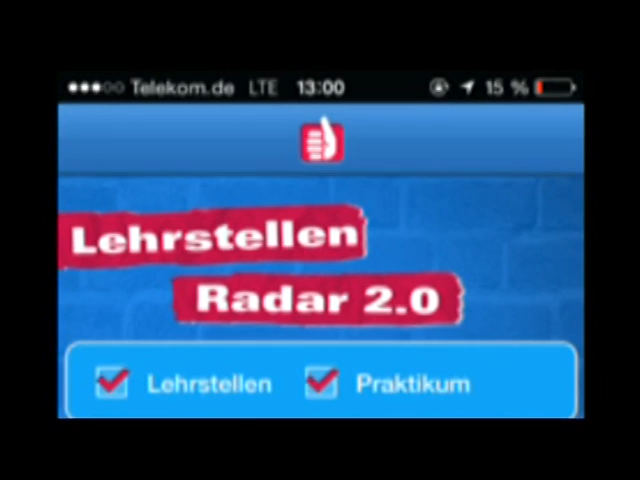 Telekom.de LTE 13:00 15 %
Lehrstellen
Radar 2.0
Lehrstellen Praktikum